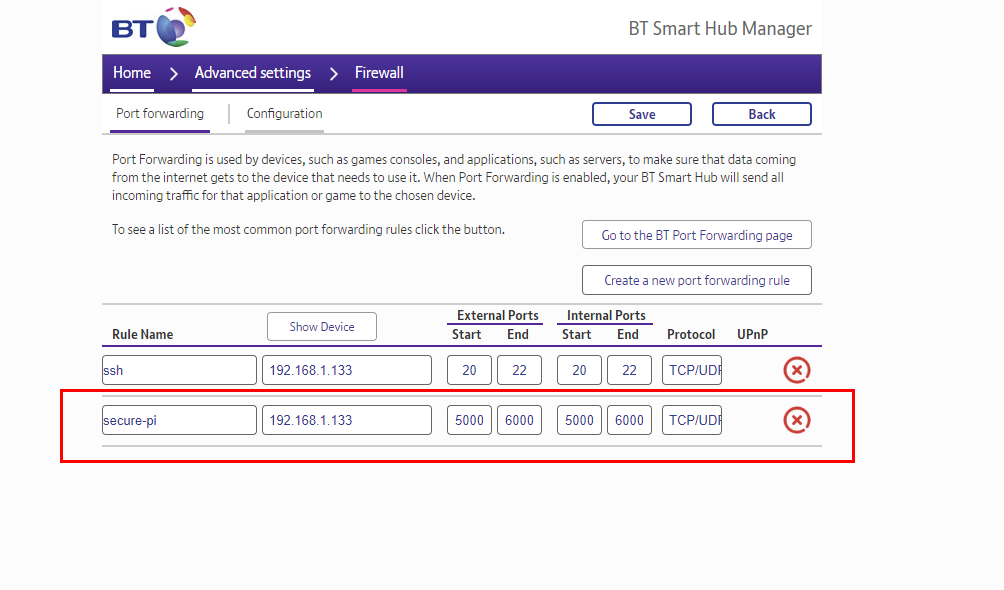 BT
BT Smart Hub Manager
Home > Advanced settings > Firewall
Port forwarding | Configuration Save Back
Port Forwarding is used by devices, such as games consoles, and applications, such as servers, to make sure that data coming
from the internet gets to the device that needs to use it. When Port Forwarding is enabled, your BT Smart Hub will send all
incoming traffic for that application or game to the chosen device.
To see a list of the most common port forwarding rules click the button.
Go to the BT Port Forwarding page
Create a new port forwarding rule
External Ports Internal Ports
Rule Name Show Device Start End Start End Protocol UPnP
ssh 192.168.1.133 20 22 20 22 TCP/UDP
secure-pi 192.168.1.133 5000 6000 5000 6000 TCP/UDP